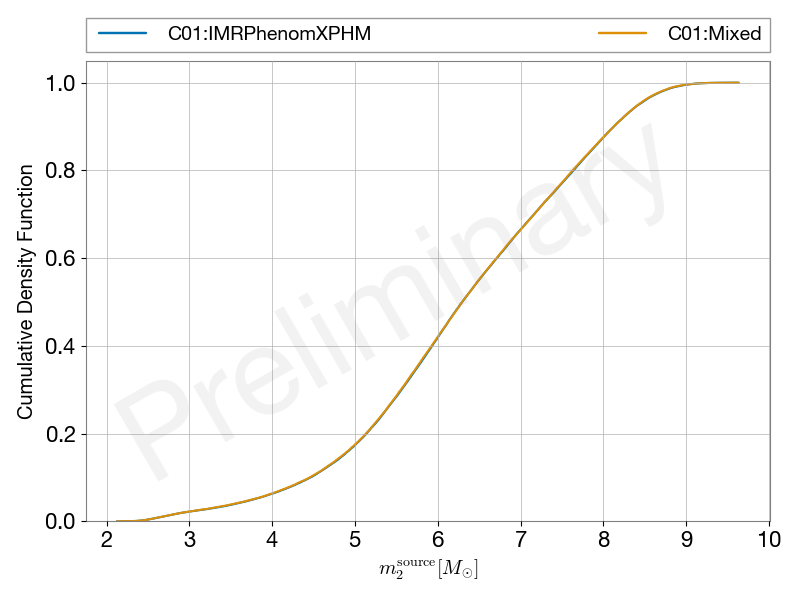 C01:IMRPhenomXPHM C01:Mixed
1.0
0.8
0.6
0.4
0.2
0.0
Cumulative Density Function
Preliminary
2 3 4 5 6 7 8 9 10
m₂^source [M☉]